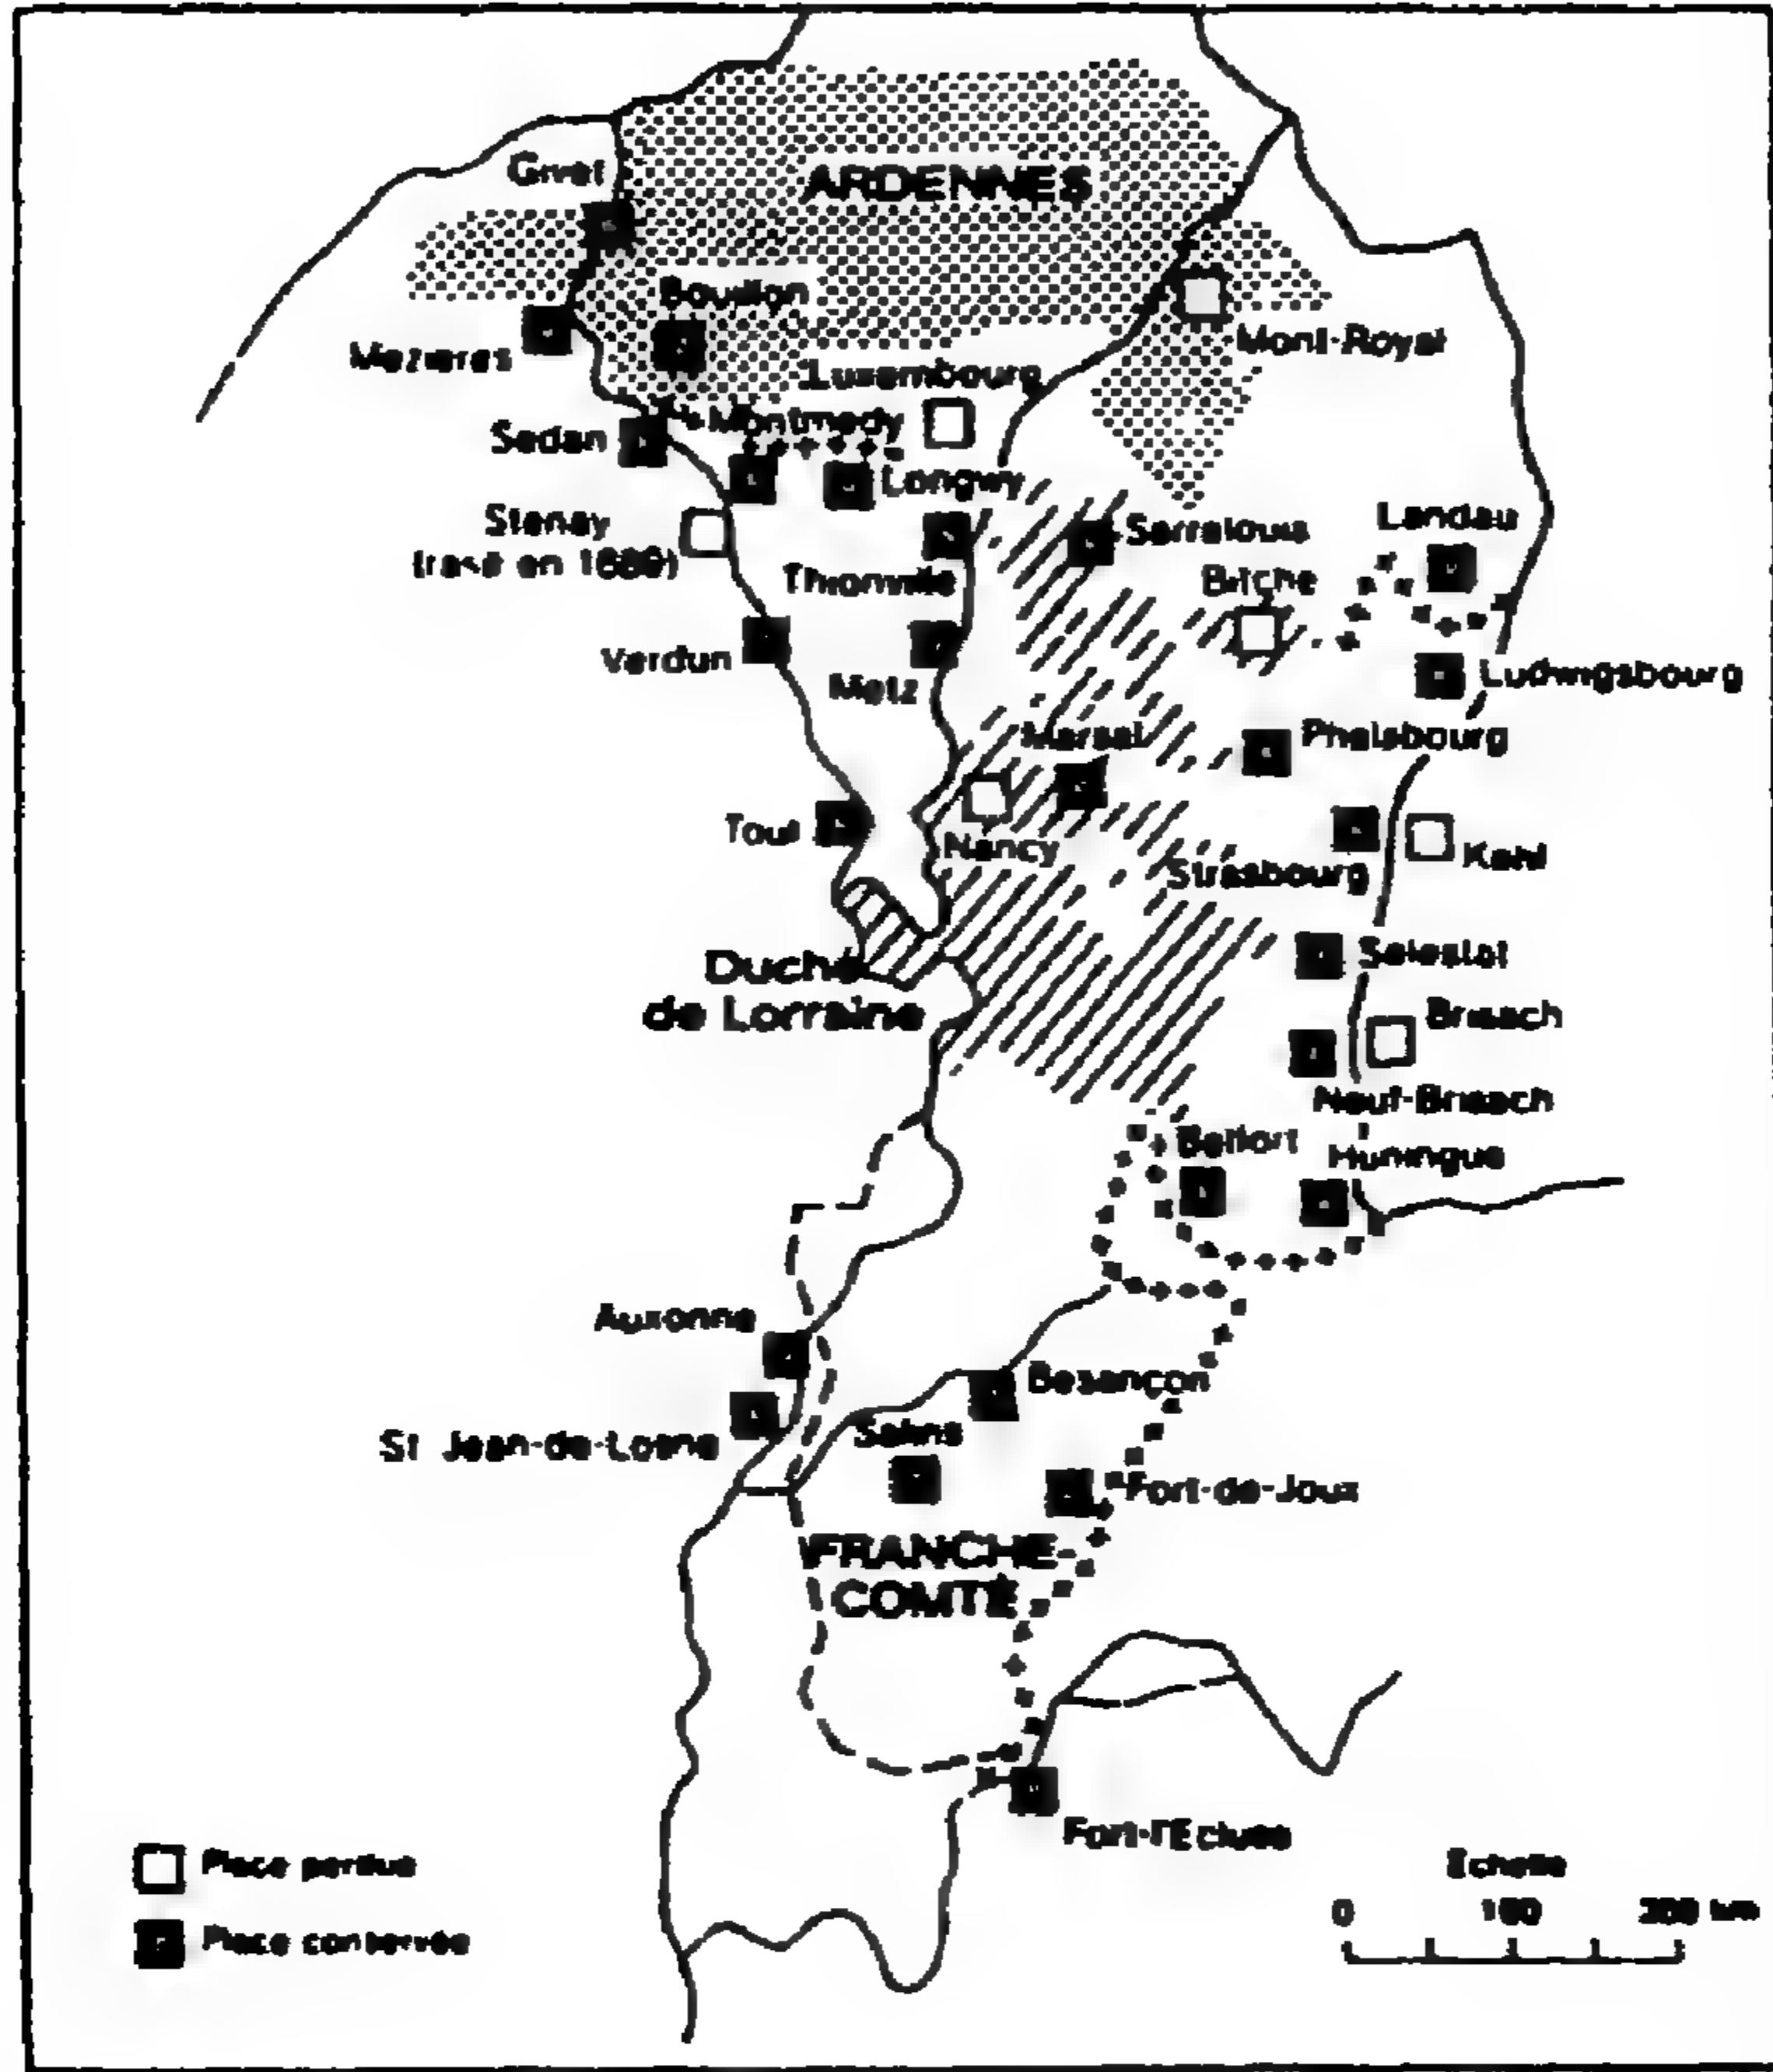 Givet
ARDENNES
Bouillon
Mont-Royal
Mezieres
Luxembourg
Montmedy
Sedan
Longwy
Stenay
(rasé en 1689)
Sarrelouis
Landau
Thionville
Bitche
Verdun
Metz
Ludwigsbourg
Marsal
Phalsbourg
Toul
Nancy
Strasbourg
Kehl
Duché
de Lorraine
Selestat
Brisach
Neuf-Brisach
Belfort
Huningue
Auxonne
Besançon
St Jean-de-Losne
Salins
Fort-de-Joux
FRANCHE-
COMTÉ
Fort-l'Ecluse
Place perdue
Place conservée
Echelle
0 100 200 km